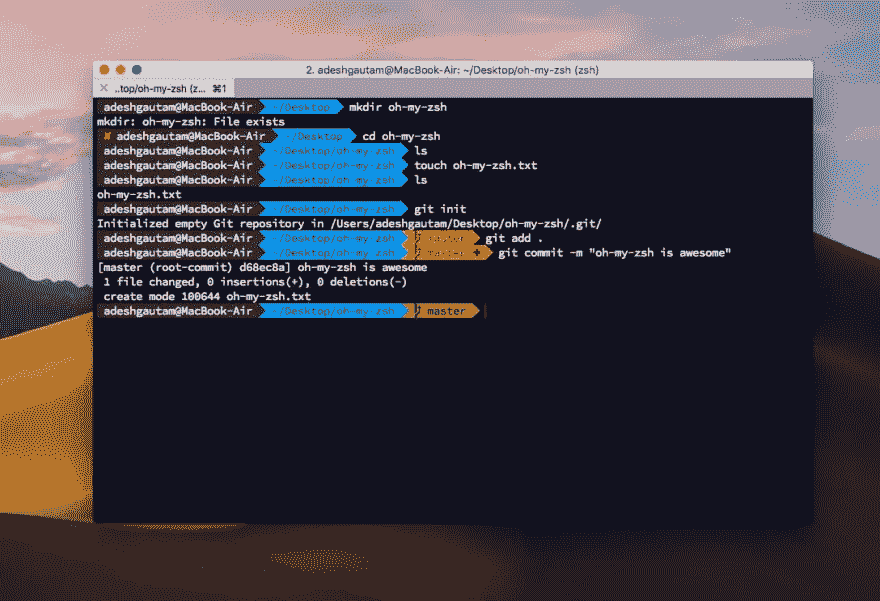 2. adeshgautam@MacBook-Air: ~/Desktop/oh-my-zsh (zsh)
..top/oh-my-zsh (z... ⌘1
adeshgautam@MacBook-Air ~/Desktop mkdir oh-my-zsh
mkdir: oh-my-zsh: File exists
✘ adeshgautam@MacBook-Air ~/Desktop cd oh-my-zsh
adeshgautam@MacBook-Air ~/Desktop/oh-my-zsh ls
adeshgautam@MacBook-Air ~/Desktop/oh-my-zsh touch oh-my-zsh.txt
adeshgautam@MacBook-Air ~/Desktop/oh-my-zsh ls
oh-my-zsh.txt
adeshgautam@MacBook-Air ~/Desktop/oh-my-zsh git init
Initialized empty Git repository in /Users/adeshgautam/Desktop/oh-my-zsh/.git/
adeshgautam@MacBook-Air ~/Desktop/oh-my-zsh master git add .
adeshgautam@MacBook-Air ~/Desktop/oh-my-zsh master + git commit -m "oh-my-zsh is awesome"
[master (root-commit) d68ec8a] oh-my-zsh is awesome
1 file changed, 0 insertions(+), 0 deletions(-)
create mode 100644 oh-my-zsh.txt
adeshgautam@MacBook-Air ~/Desktop/oh-my-zsh master